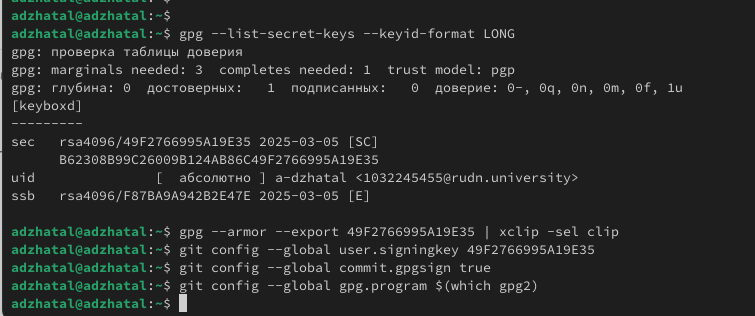 adzhatal@adzhatal:~$
adzhatal@adzhatal:~$
adzhatal@adzhatal:~$ gpg --list-secret-keys --keyid-format LONG
gpg: проверка таблицы доверия
gpg: marginals needed: 3  completes needed: 1  trust model: pgp
gpg: глубина: 0  достоверных:   1  подписанных:   0  доверие: 0-, 0q, 0n, 0m, 0f, 1u
[keyboxd]
---------
sec   rsa4096/49F2766995A19E35 2025-03-05 [SC]
      B62308B99C26009B124AB86C49F2766995A19E35
uid              [  абсолютно ] a-dzhatal <1032245455@rudn.university>
ssb   rsa4096/F87BA9A942B2E47E 2025-03-05 [E]
adzhatal@adzhatal:~$ gpg --armor --export 49F2766995A19E35 | xclip -sel clip
adzhatal@adzhatal:~$ git config --global user.signingkey 49F2766995A19E35
adzhatal@adzhatal:~$ git config --global commit.gpgsign true
adzhatal@adzhatal:~$ git config --global gpg.program $(which gpg2)
adzhatal@adzhatal:~$